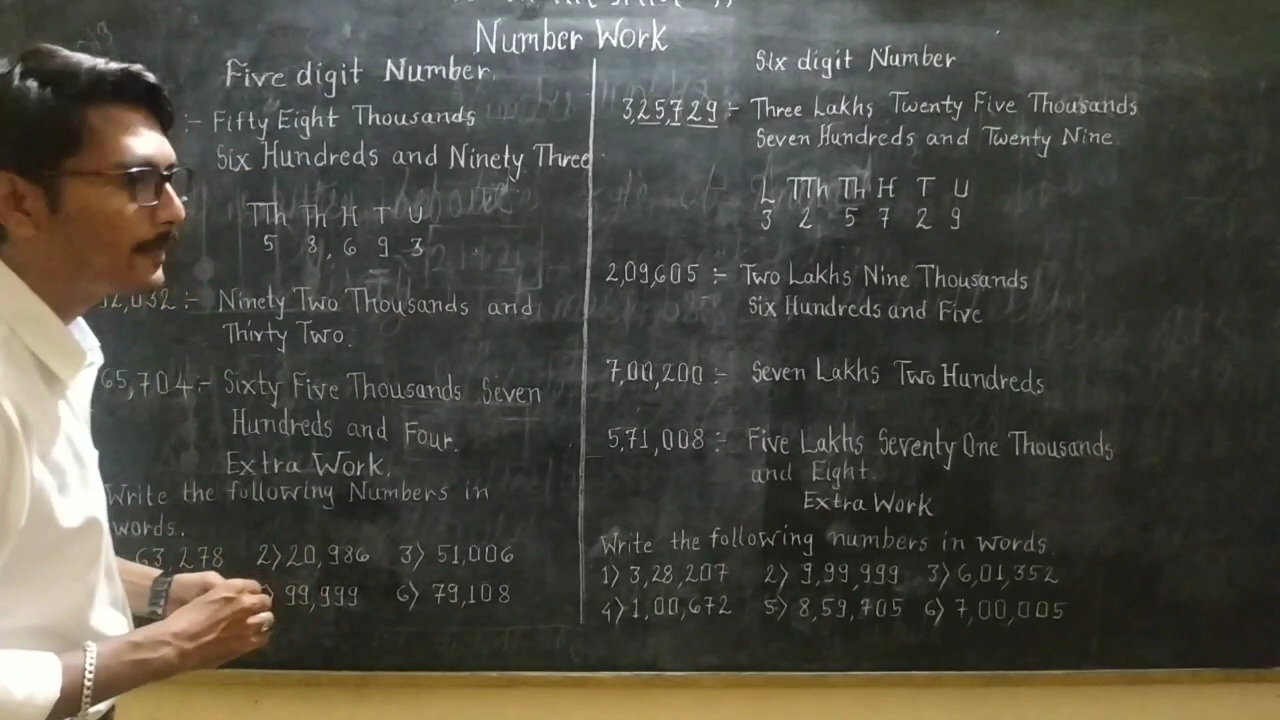 Number Work
Five digit Number.
:- Fifty Eight Thousands
Six Hundreds and Ninety Three
TTh Th H T U
5 8, 6 9 3
2,032 :- Ninety Two Thousands and
Thirty Two.
65,704:- Sixty Five Thousands Seven
Hundreds and Four.
Extra Work.
Write the following Numbers in
words..
63,278 2) 20,986 3) 51,006
) 99,999 6) 79,108
Six digit Number
3,25,729 :- Three Lakhs Twenty Five Thousands
Seven Hundreds and Twenty Nine.
L TTh Th H T U
3 2 5 7 2 9
2,09,605 :- Two Lakhs Nine Thousands
Six Hundreds and Five
7,00,200 :- Seven Lakhs Two Hundreds
5,71,008 :- Five Lakhs Seventy One Thousands
and Eight.
Extra Work
Write the following numbers in words.
1) 3,28,207 2) 9,99,999 3) 6,01,352
4) 1,00,672 5) 8,59,705 6) 7,00,005